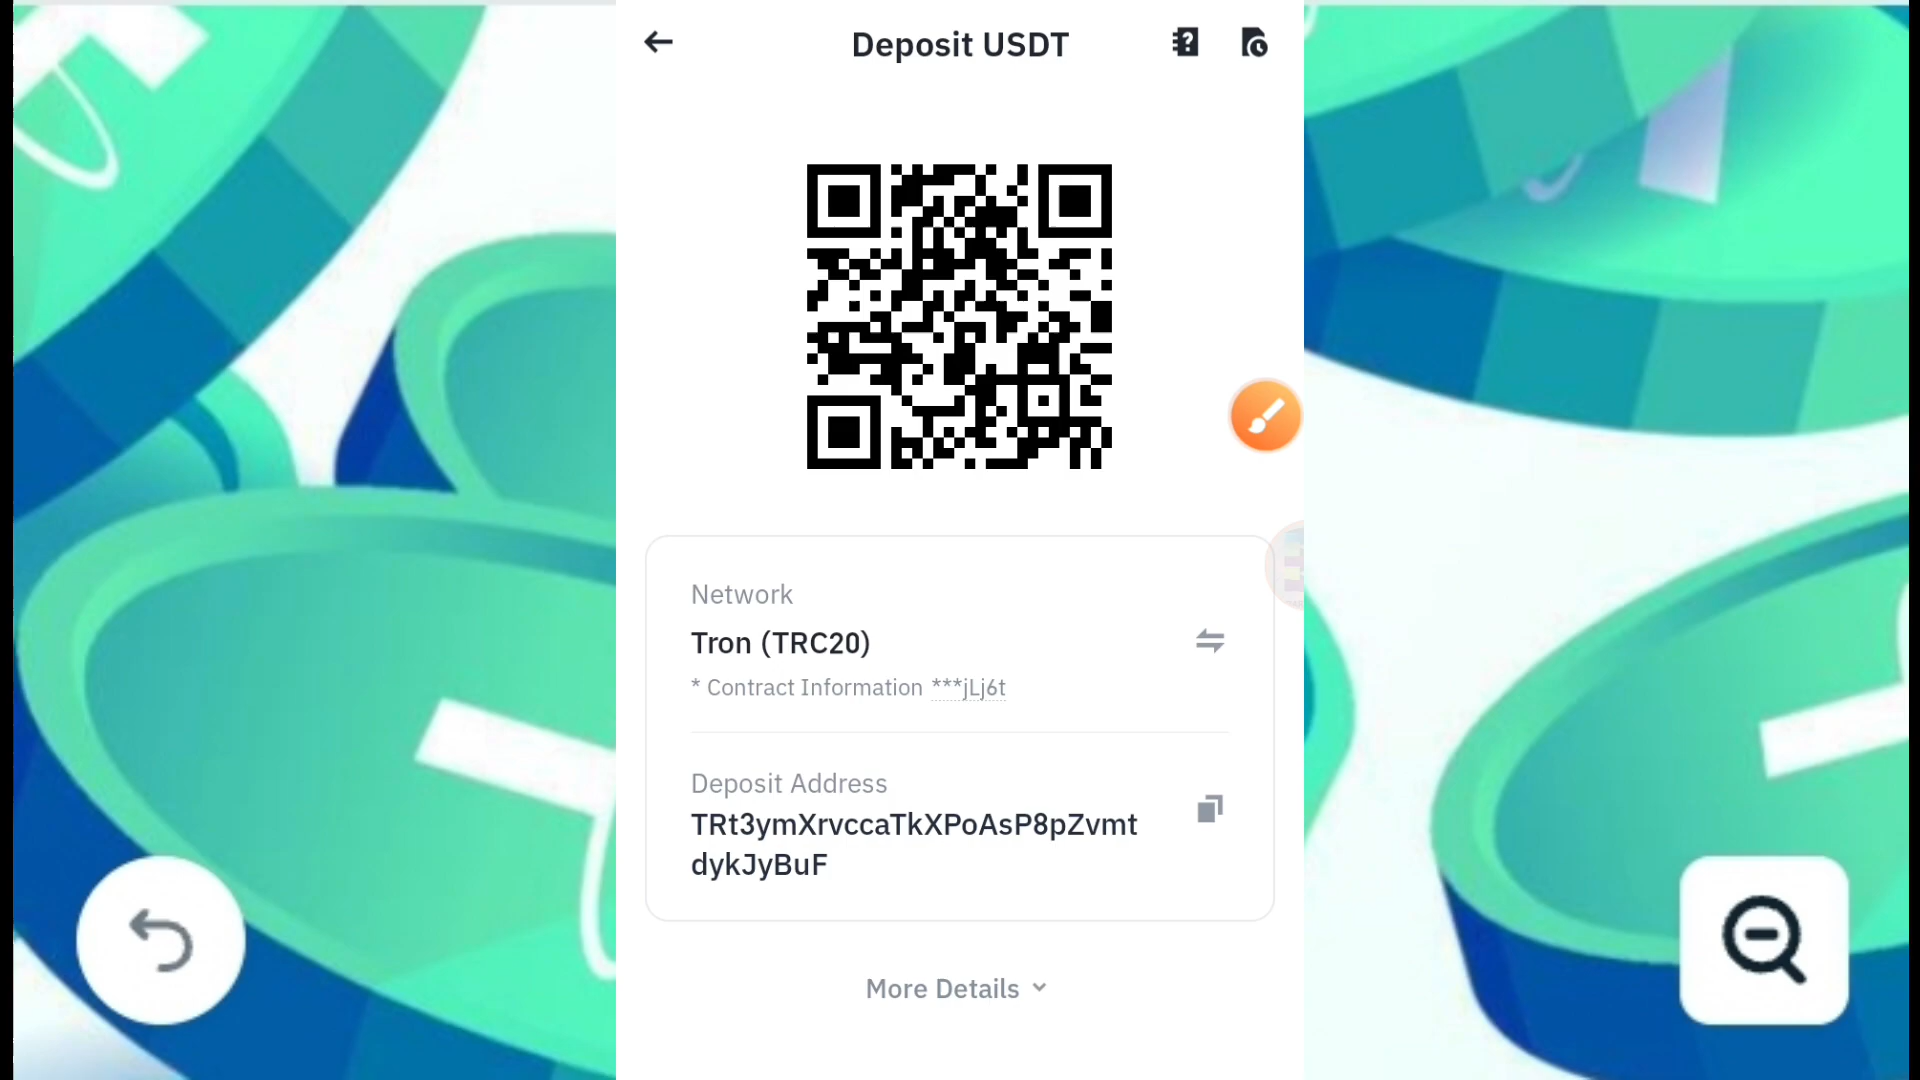 Deposit USDT
Network
Tron (TRC20)
* Contract Information ***jLj6t
Deposit Address
TRt3ymXrvccaTkXPoAsP8pZvmt
dykJyBuF
More Details